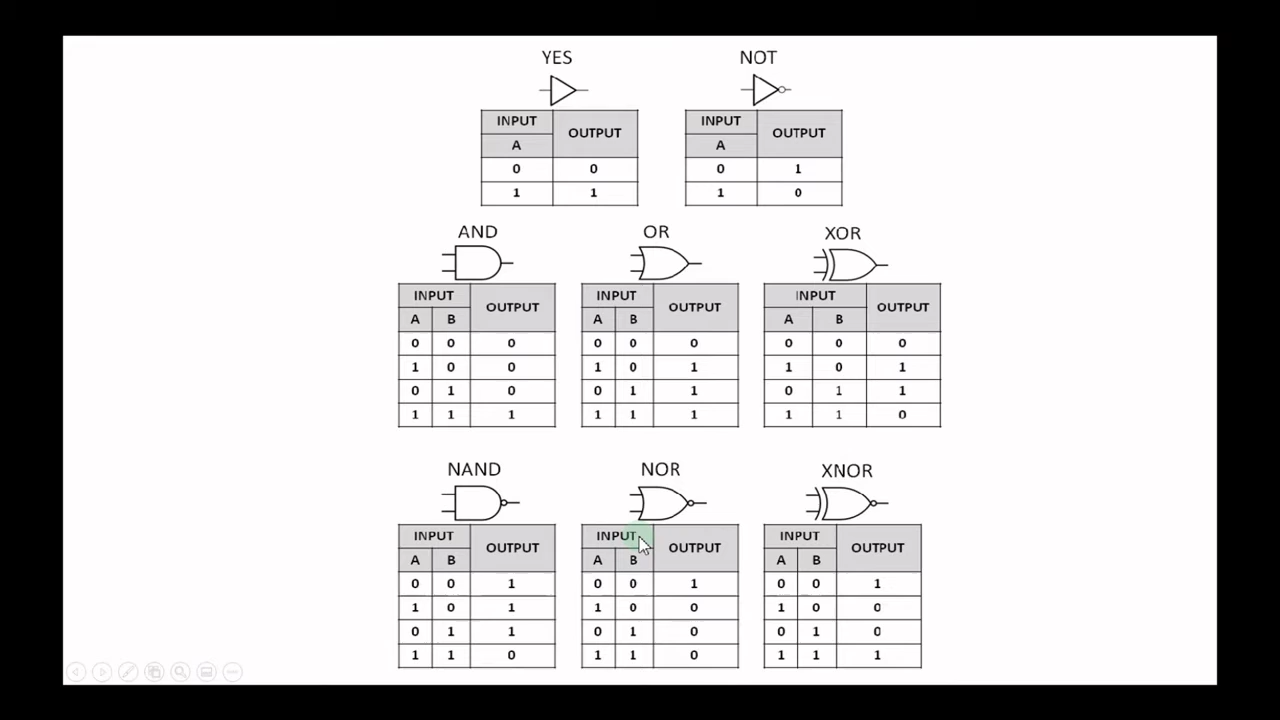 YES NOT
INPUT OUTPUT INPUT OUTPUT
A A
0 0 0 1
1 1 1 0
AND OR XOR
INPUT OUTPUT INPUT OUTPUT INPUT OUTPUT
A B A B A B
0 0 0 0 0 0 0 0 0
1 0 0 1 0 1 1 0 1
0 1 0 0 1 1 0 1 1
1 1 1 1 1 1 1 1 0
NAND NOR XNOR
INPUT OUTPUT INPUT OUTPUT INPUT OUTPUT
A B A B A B
0 0 1 0 0 1 0 0 1
1 0 1 1 0 0 1 0 0
0 1 1 0 1 0 0 1 0
1 1 0 1 1 0 1 1 1